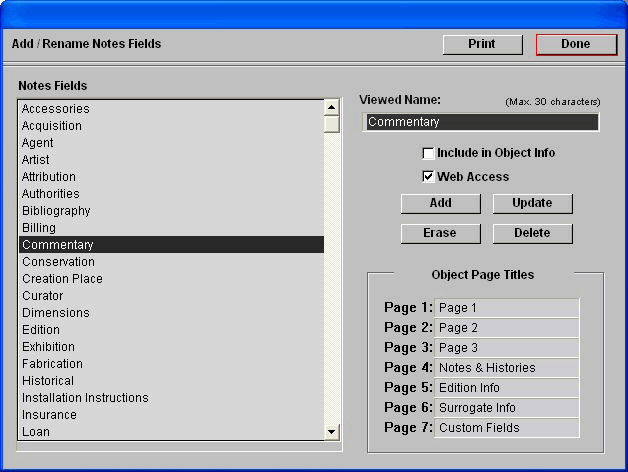 Add / Rename Notes Fields
Print
Done
Notes Fields
Accessories
Acquisition
Agent
Artist
Attribution
Authorities
Bibliography
Billing
Commentary
Conservation
Creation Place
Curator
Dimensions
Edition
Exhibition
Fabrication
Historical
Installation Instructions
Insurance
Loan
Viewed Name: (Max. 30 characters)
Commentary
Include in Object Info
Web Access
Add
Update
Erase
Delete
Object Page Titles
Page 1: Page 1
Page 2: Page 2
Page 3: Page 3
Page 4: Notes & Histories
Page 5: Edition Info
Page 6: Surrogate Info
Page 7: Custom Fields